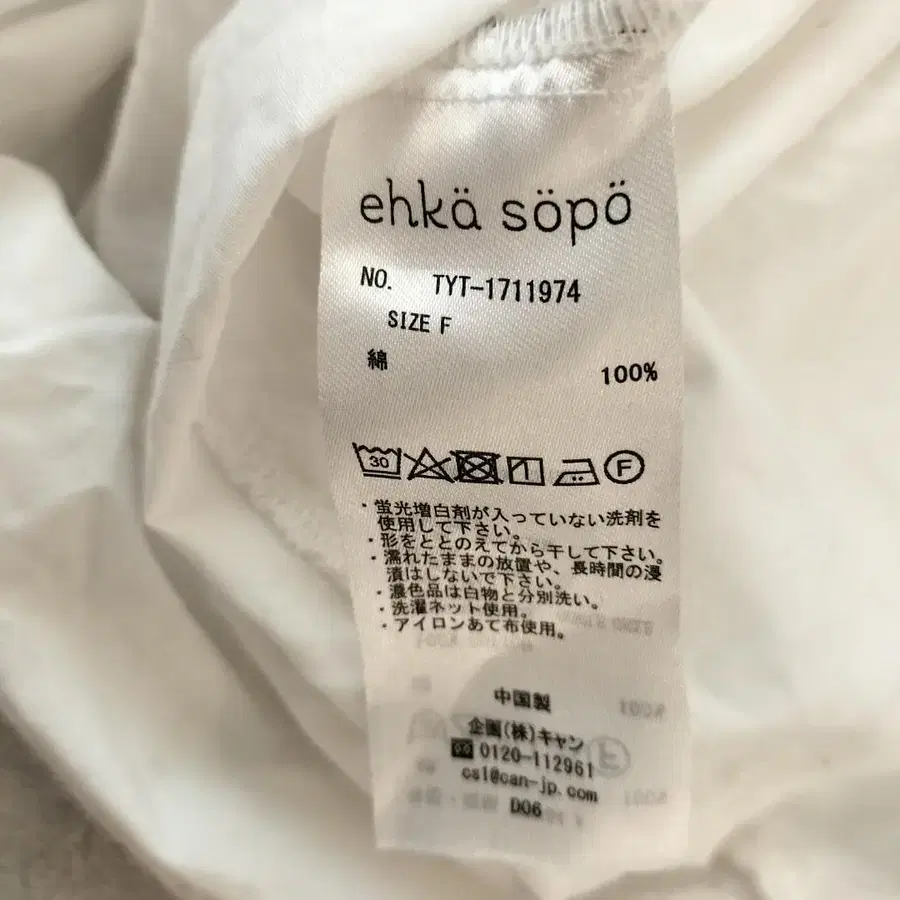 ehkä söpö
NO. TYT-1711974
SIZE F
綿 100%
30 F
・蛍光増白剤が入っていない洗剤を
使用して下さい。
・形をととのえてから干して下さい。
・濡れたままの放置や、長時間の浸
漬はしないで下さい。
・濃色品は白物と分別洗い。
・洗濯ネット使用。
・アイロンあて布使用。
中国製
企画(株)キャン
0120-112961
cs1@can-jp.com
D06